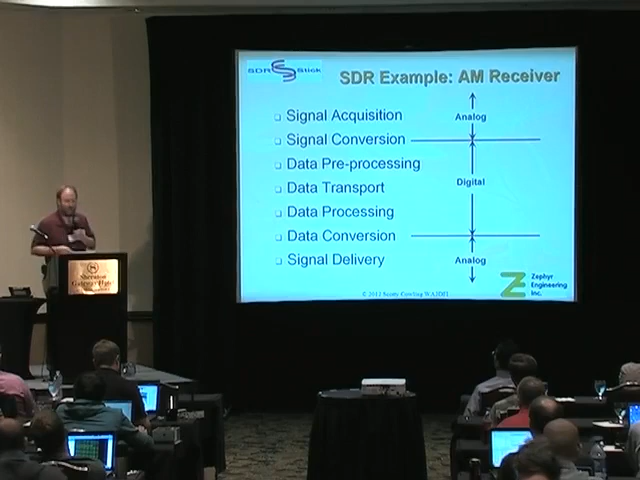 SDR Stick
SDR Example: AM Receiver
Signal Acquisition
Signal Conversion
Data Pre-processing
Data Transport
Data Processing
Data Conversion
Signal Delivery
Analog
Digital
Analog
© 2012 Scotty Cowling WA2DFI
Zephyr
Engineering
Inc.
Sheraton